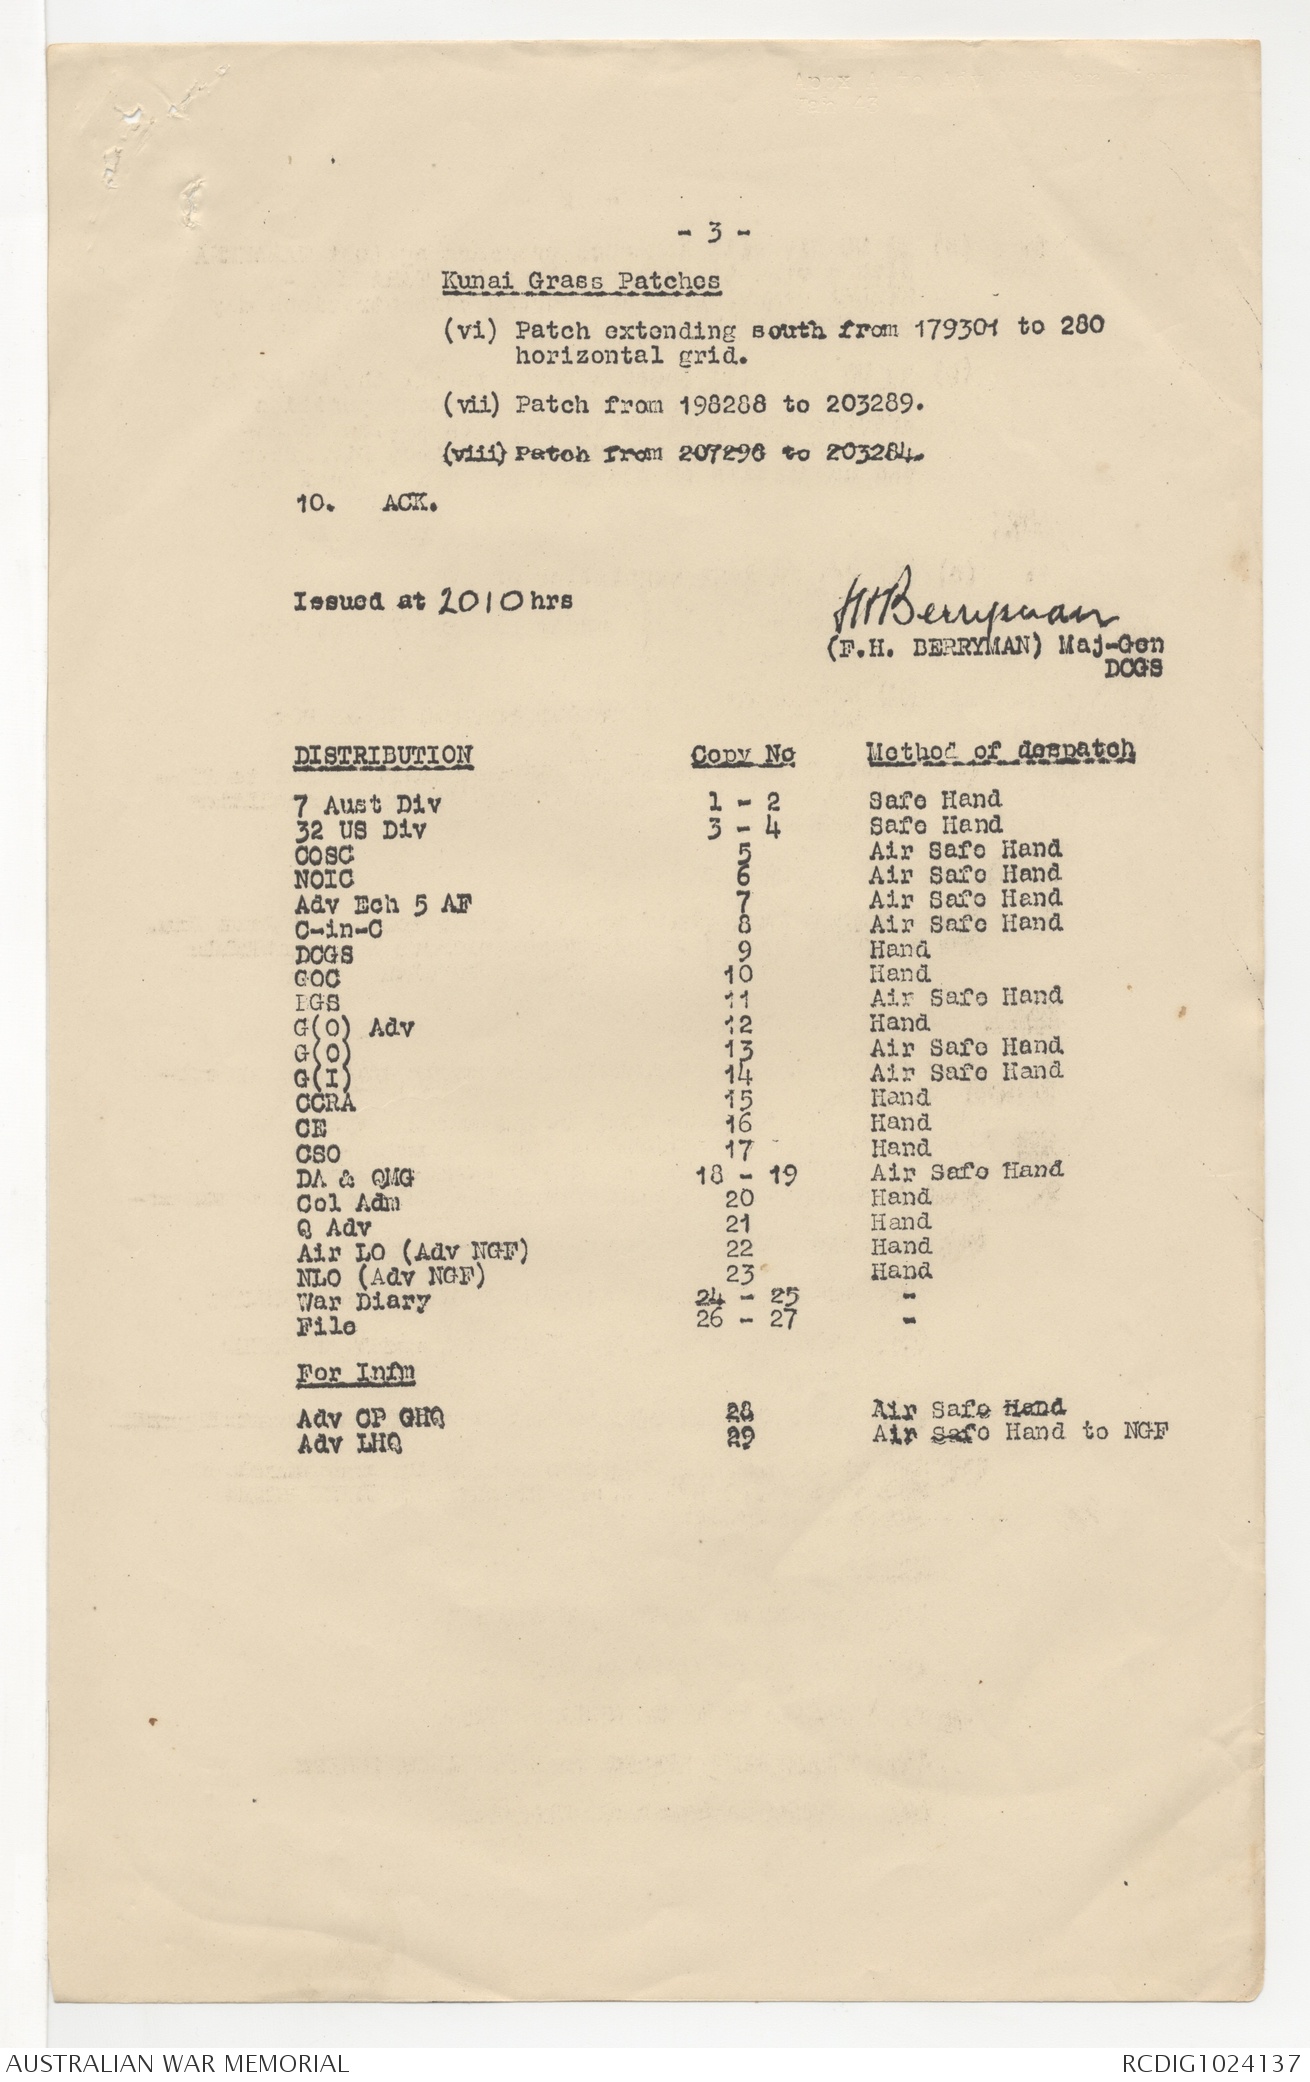 - 3 -
Kunai Grass Patches
(vi) Patch extending south from 179301 to 280
horizontal grid.
(vii) Patch from 198288 to 203289.
(viii) Patch from 207298 to 203284.
10. ACK.
Issued at 2010 hrs
FHBerryman
(F.H. BERRYMAN) Maj-Gen
DCGS
DISTRIBUTION Copy No Method of despatch
7 Aust Div 1 - 2 Safe Hand
32 US Div 3 - 4 Safe Hand
COSC 5 Air Safe Hand
NOIC 6 Air Safe Hand
Adv Ech 5 AF 7 Air Safe Hand
C-in-C 8 Air Safe Hand
DCGS 9 Hand
GOC 10 Hand
BGS 11 Air Safe Hand
G(O) Adv 12 Hand
G(O) 13 Air Safe Hand
G(I) 14 Air Safe Hand
CCRA 15 Hand
CE 16 Hand
CSO 17 Hand
DA & QMG 18 - 19 Air Safe Hand
Col Adm 20 Hand
Q Adv 21 Hand
Air LO (Adv NGF) 22 Hand
NLO (Adv NGF) 23 Hand
War Diary 24 - 25 -
File 26 - 27 -
For Infm
Adv CP GHQ 28 Air Safe Hand
Adv LHQ 29 Air Safe Hand to NGF
AUSTRALIAN WAR MEMORIAL RCDIG1024137